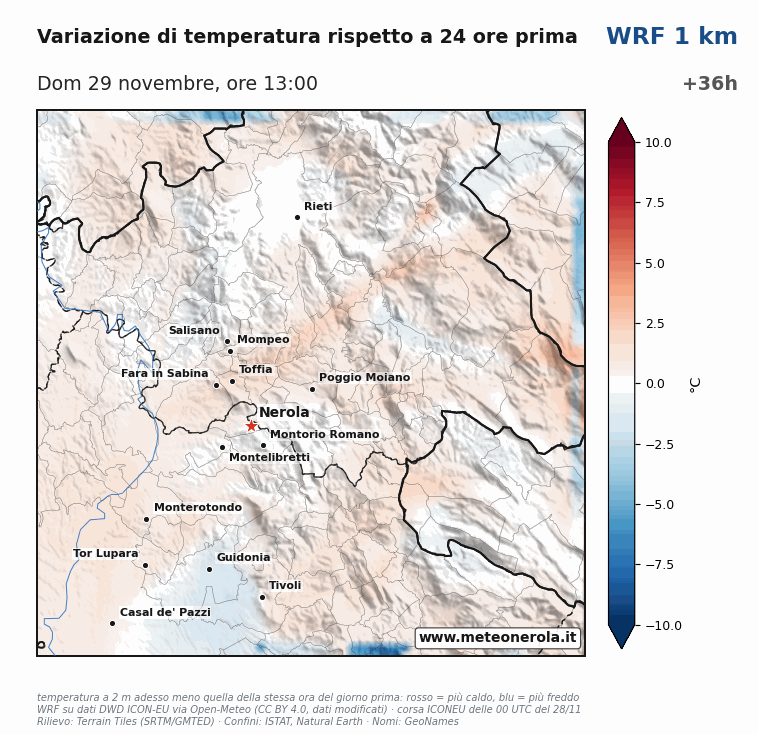 Variazione di temperatura rispetto a 24 ore prima
WRF 1 km
Dom 29 novembre, ore 13:00
+36h
Rieti
Salisano
Mompeo
Fara in Sabina
Toffia
Poggio Moiano
Nerola
Montorio Romano
Montelibretti
Monterotondo
Tor Lupara
Guidonia
Tivoli
Casal de' Pazzi
www.meteonerola.it
10.0
7.5
5.0
2.5
0.0
−2.5
−5.0
−7.5
−10.0
°C
temperatura a 2 m adesso meno quella della stessa ora del giorno prima: rosso = più caldo, blu = più freddo
WRF su dati DWD ICON-EU via Open-Meteo (CC BY 4.0, dati modificati) · corsa ICONEU delle 00 UTC del 28/11
Rilievo: Terrain Tiles (SRTM/GMTED) · Confini: ISTAT, Natural Earth · Nomi: GeoNames